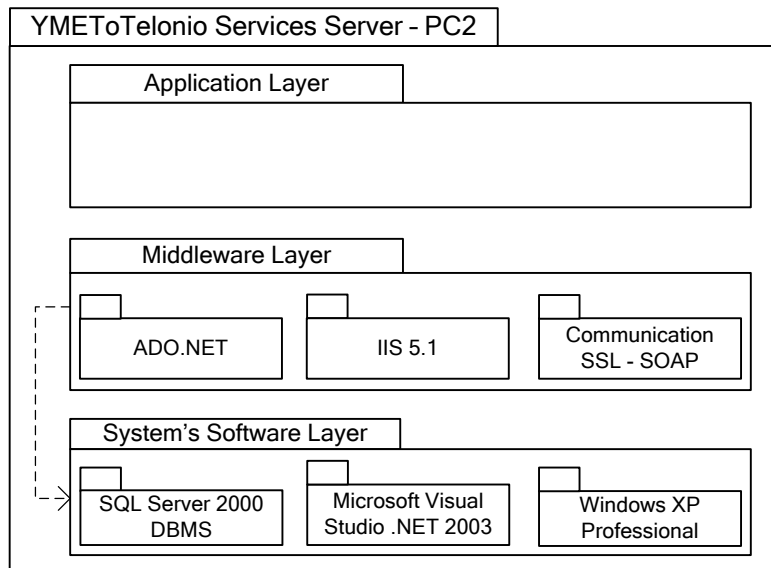 YMEToTelonio Services Server - PC2
Application Layer
Middleware Layer
ADO.NET
IIS 5.1
Communication
SSL - SOAP
System's Software Layer
SQL Server 2000
DBMS
Microsoft Visual
Studio .NET 2003
Windows XP
Professional